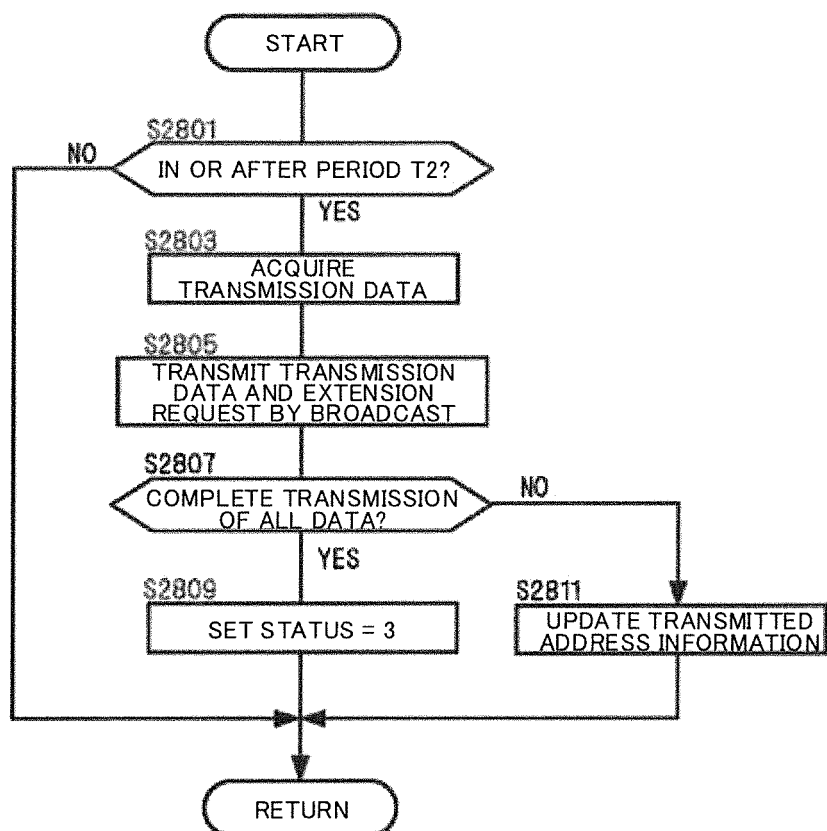 START
S2801
NO
IN OR AFTER PERIOD T2?
YES
S2803
ACQUIRE
TRANSMISSION DATA
S2805
TRANSMIT TRANSMISSION
DATA AND EXTENSION
REQUEST BY BROADCAST
S2807
COMPLETE TRANSMISSION
OF ALL DATA?
NO
YES
S2809
SET STATUS = 3
S2811
UPDATE TRANSMITTED
ADDRESS INFORMATION
RETURN